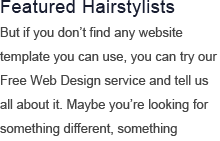 Featured Hairstylists
But if you don’t find any website
template you can use, you can try our
Free Web Design service and tell us
all about it. Maybe you’re looking for
something different, something